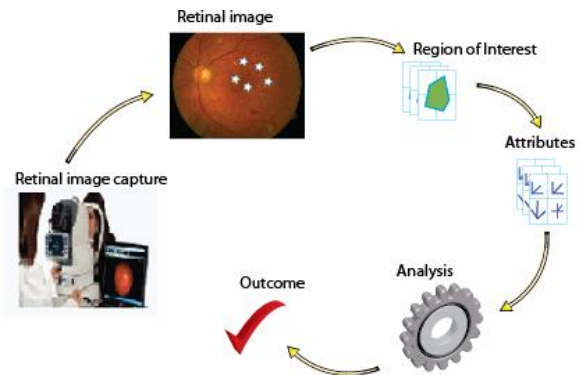 Retinal image
Region of Interest
Attributes
Retinal image capture
Analysis
Outcome